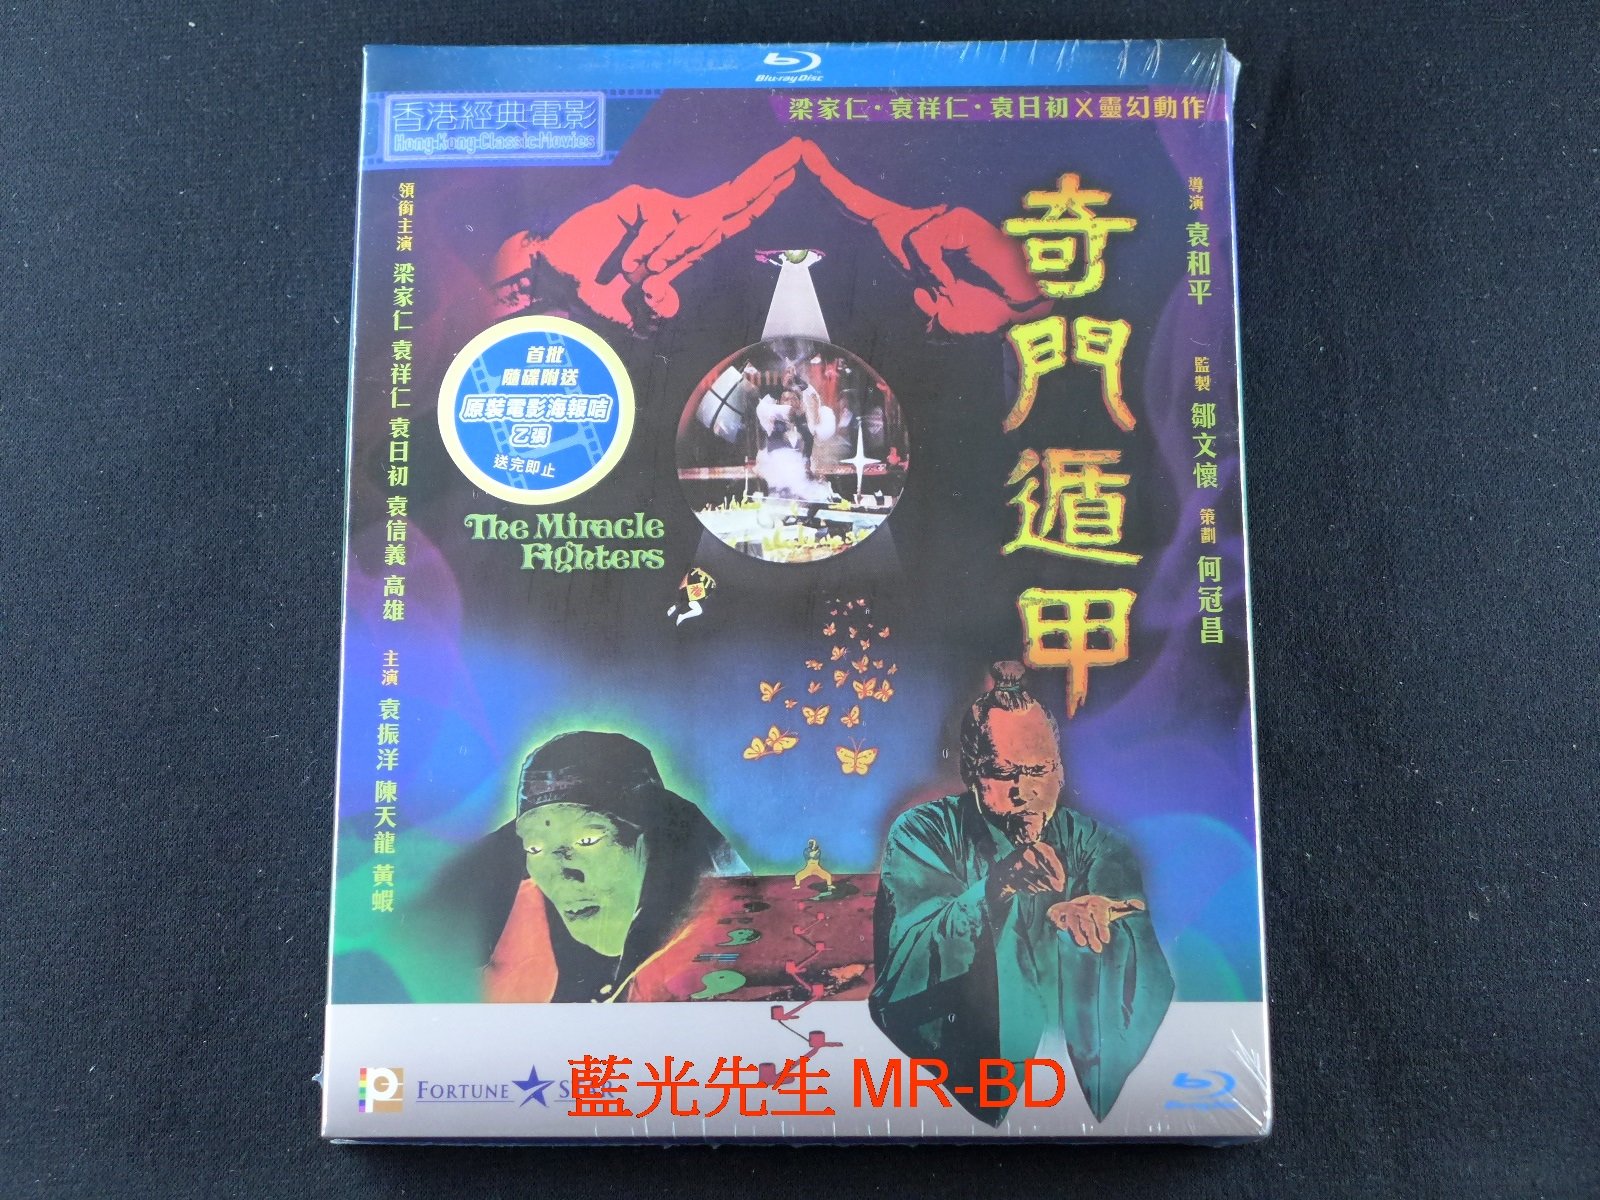 Blu-ray Disc
香港經典電影
Hong Kong Classic Movies
梁家仁·袁祥仁·袁日初X靈幻動作
奇門遁甲
導演 袁和平 監製 鄒文懷 策劃 何冠昌
領銜主演 梁家仁 袁祥仁 袁日初 袁信義 高雄 主演 袁振洋 陳天龍 黃蝦
首批
隨碟附送
原裝電影海報咭
乙張
送完即止
The Miracle
Fighters
FORTUNE STAR
藍光先生 MR-BD